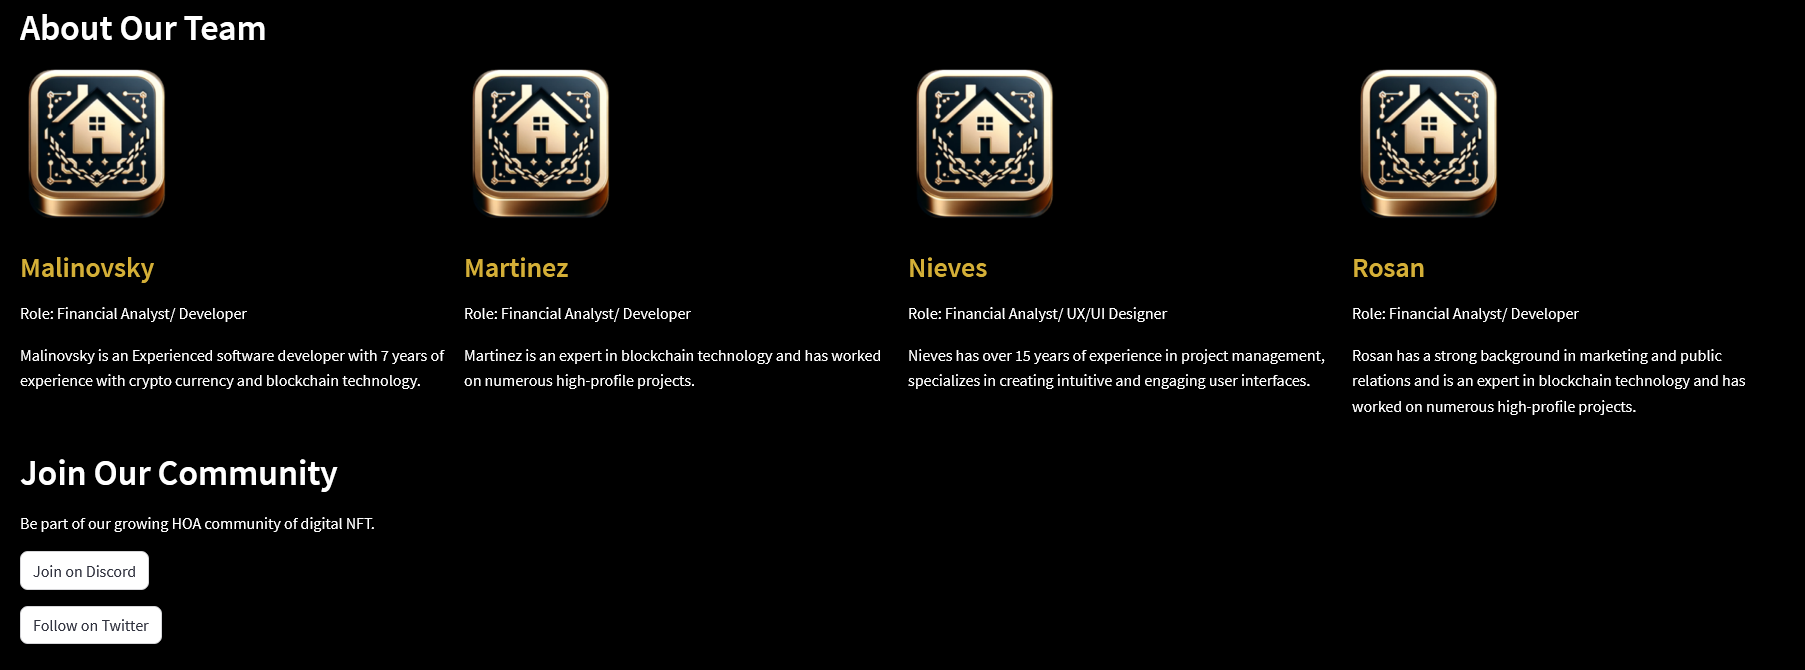 About Our Team
Malinovsky
Role: Financial Analyst/ Developer
Malinovsky is an Experienced software developer with 7 years of
experience with crypto currency and blockchain technology.
Martinez
Role: Financial Analyst/ Developer
Martinez is an expert in blockchain technology and has worked
on numerous high-profile projects.
Nieves
Role: Financial Analyst/ UX/UI Designer
Nieves has over 15 years of experience in project management,
specializes in creating intuitive and engaging user interfaces.
Rosan
Role: Financial Analyst/ Developer
Rosan has a strong background in marketing and public
relations and is an expert in blockchain technology and has
worked on numerous high-profile projects.
Join Our Community
Be part of our growing HOA community of digital NFT.
Join on Discord
Follow on Twitter